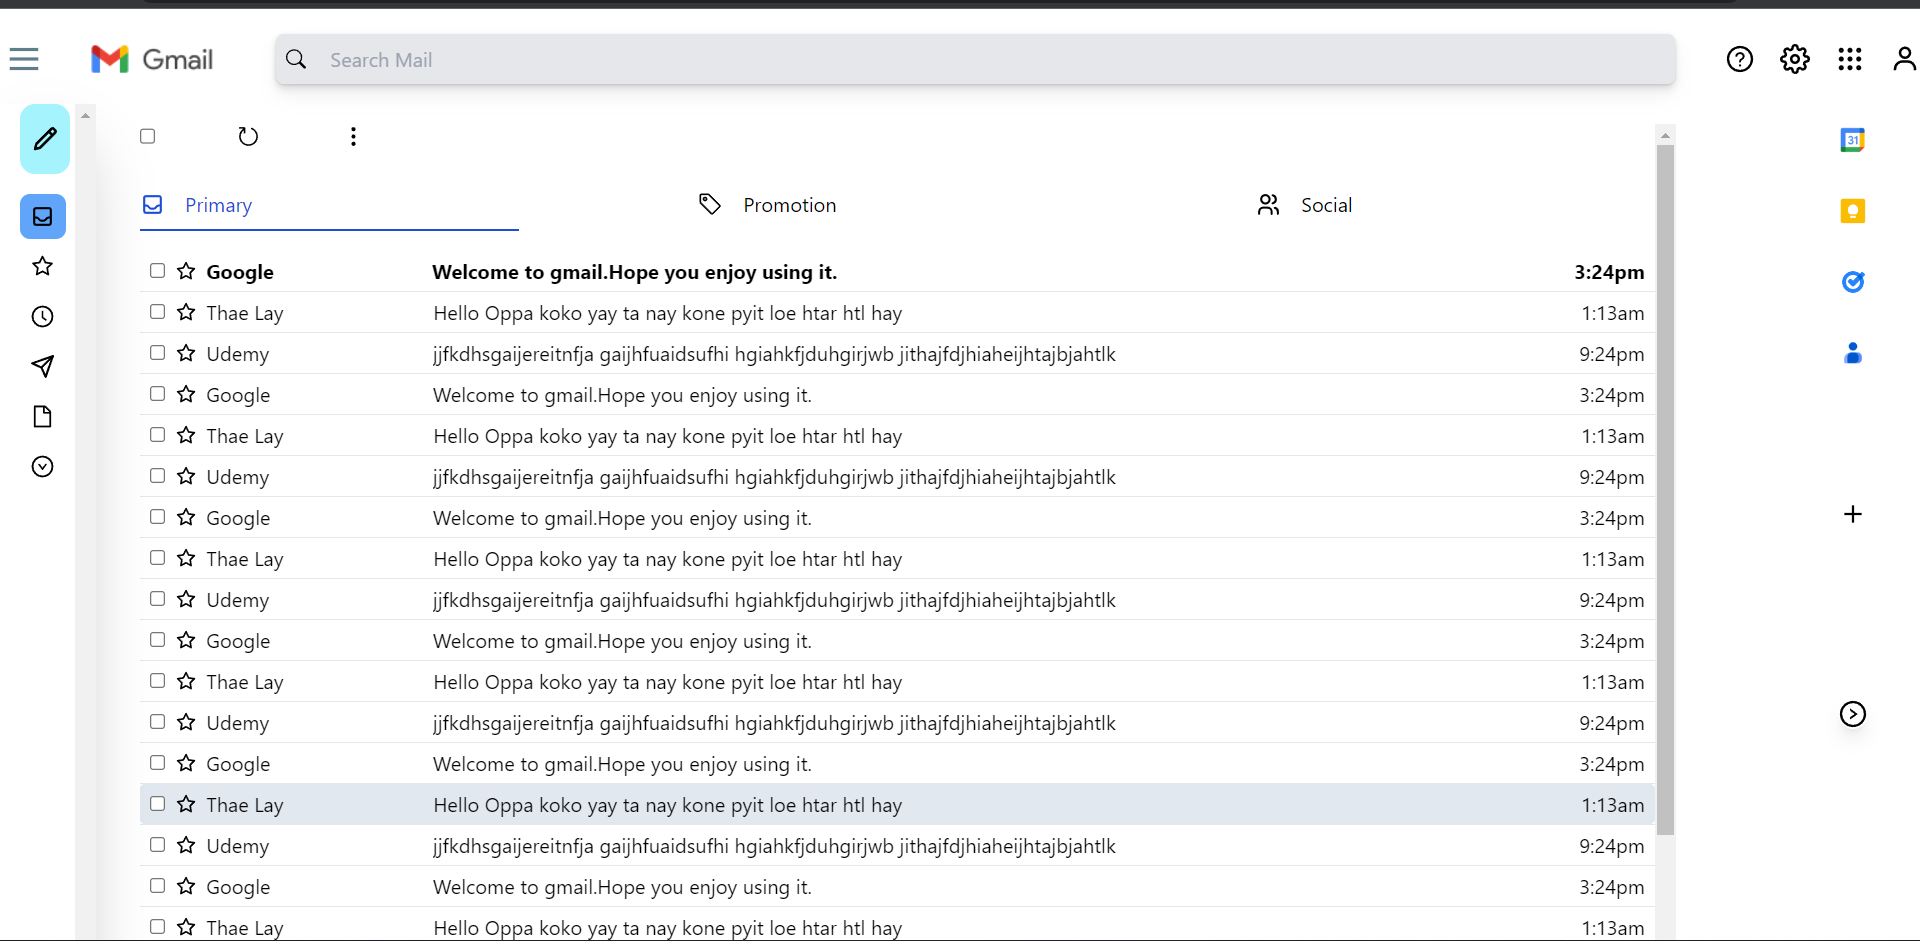 Gmail
Search Mail
31
Primary Promotion Social
Google Welcome to gmail.Hope you enjoy using it. 3:24pm
Thae Lay Hello Oppa koko yay ta nay kone pyit loe htar htl hay 1:13am
Udemy jjfkdhsgaijereitnfja gaijhfuaidsufhi hgiahkfjduhgirjwb jithajfdjhiaheijhtajbjahtlk 9:24pm
Google Welcome to gmail.Hope you enjoy using it. 3:24pm
Thae Lay Hello Oppa koko yay ta nay kone pyit loe htar htl hay 1:13am
Udemy jjfkdhsgaijereitnfja gaijhfuaidsufhi hgiahkfjduhgirjwb jithajfdjhiaheijhtajbjahtlk 9:24pm
Google Welcome to gmail.Hope you enjoy using it. 3:24pm
Thae Lay Hello Oppa koko yay ta nay kone pyit loe htar htl hay 1:13am
Udemy jjfkdhsgaijereitnfja gaijhfuaidsufhi hgiahkfjduhgirjwb jithajfdjhiaheijhtajbjahtlk 9:24pm
Google Welcome to gmail.Hope you enjoy using it. 3:24pm
Thae Lay Hello Oppa koko yay ta nay kone pyit loe htar htl hay 1:13am
Udemy jjfkdhsgaijereitnfja gaijhfuaidsufhi hgiahkfjduhgirjwb jithajfdjhiaheijhtajbjahtlk 9:24pm
Google Welcome to gmail.Hope you enjoy using it. 3:24pm
Thae Lay Hello Oppa koko yay ta nay kone pyit loe htar htl hay 1:13am
Udemy jjfkdhsgaijereitnfja gaijhfuaidsufhi hgiahkfjduhgirjwb jithajfdjhiaheijhtajbjahtlk 9:24pm
Google Welcome to gmail.Hope you enjoy using it. 3:24pm
Thae Lay Hello Oppa koko yay ta nay kone pyit loe htar htl hay 1:13am